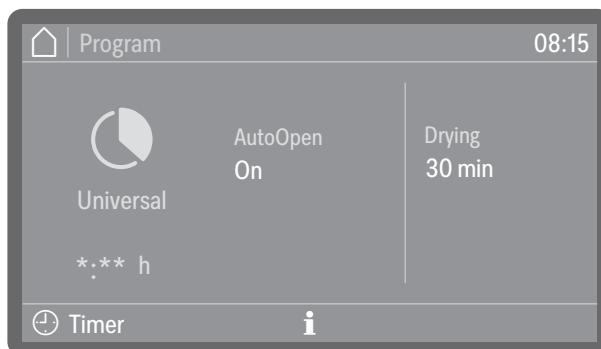 Program 08:15
AutoOpen
On
Drying
30 min
Universal
*:** h
Timer i